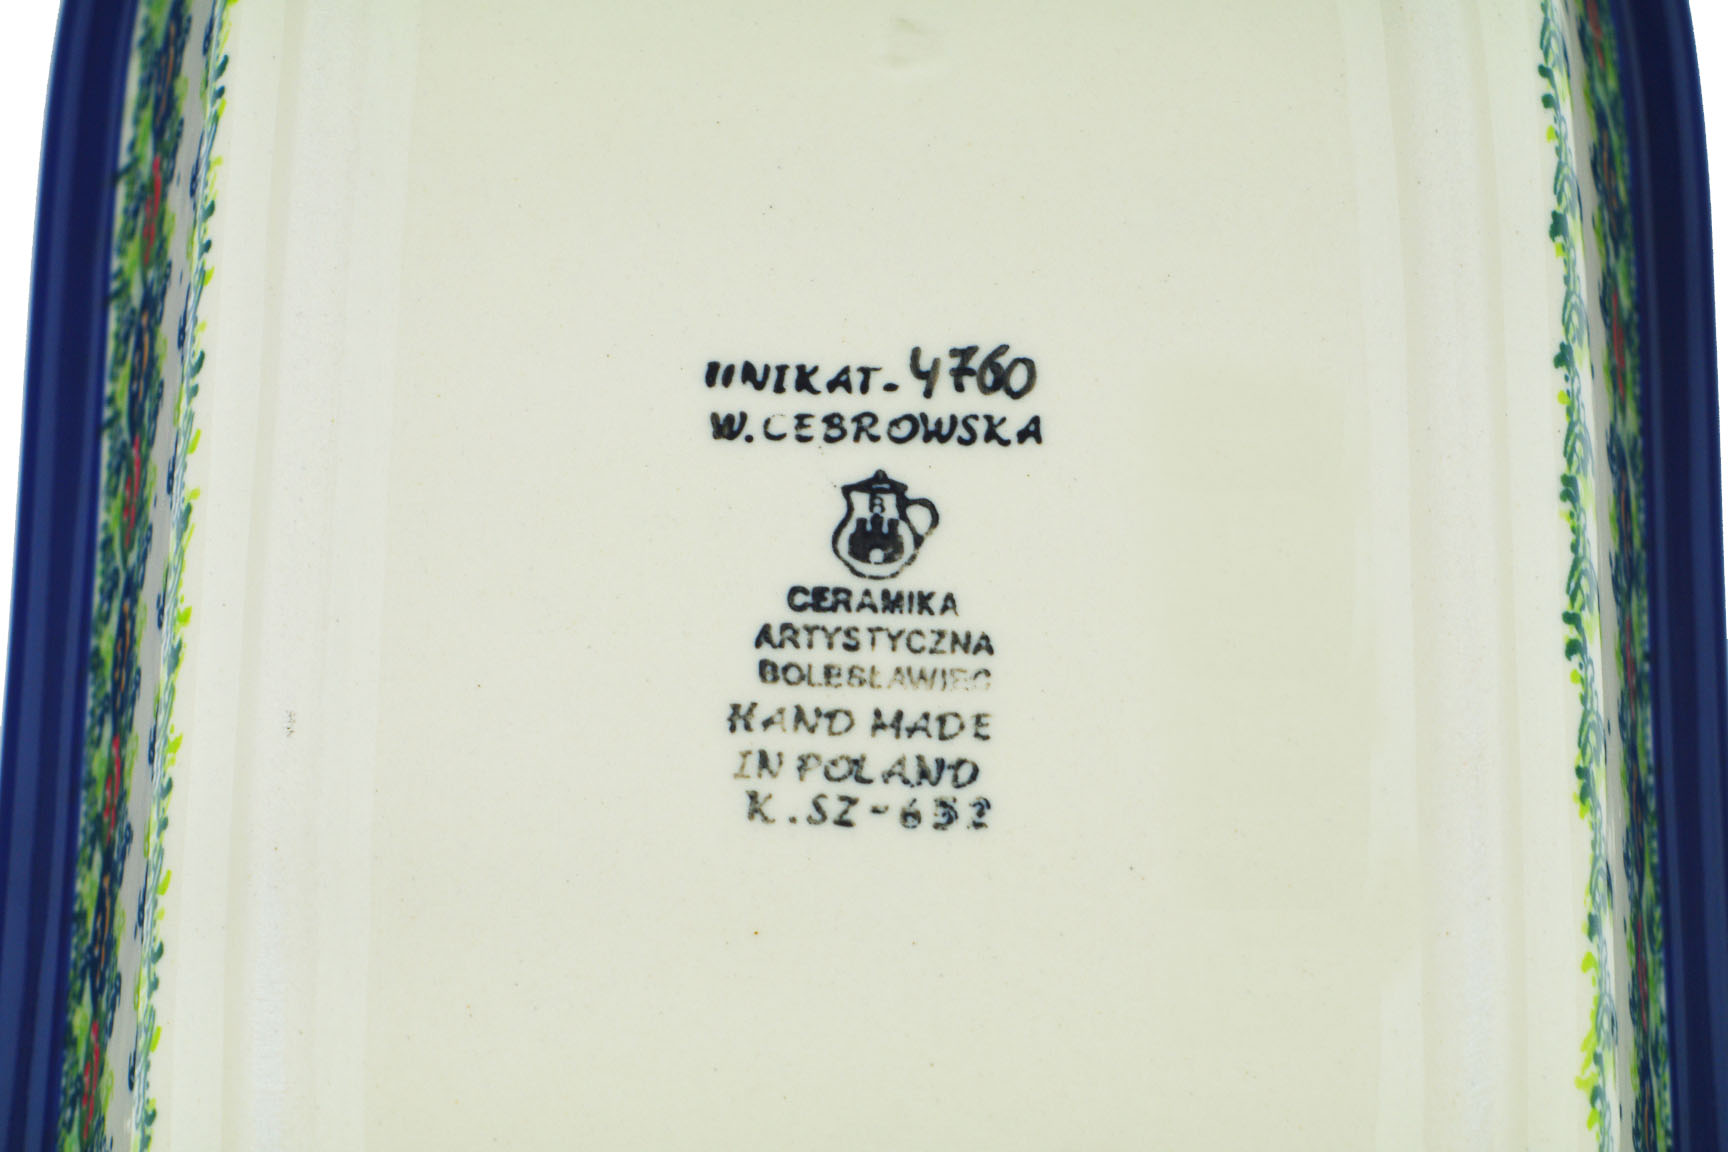 UNIKAT-4760
W.CEBROWSKA
B
CERAMIKA
ARTYSTYCZNA
BOLESŁAWIEC
HAND MADE
IN POLAND
K.SZ-652